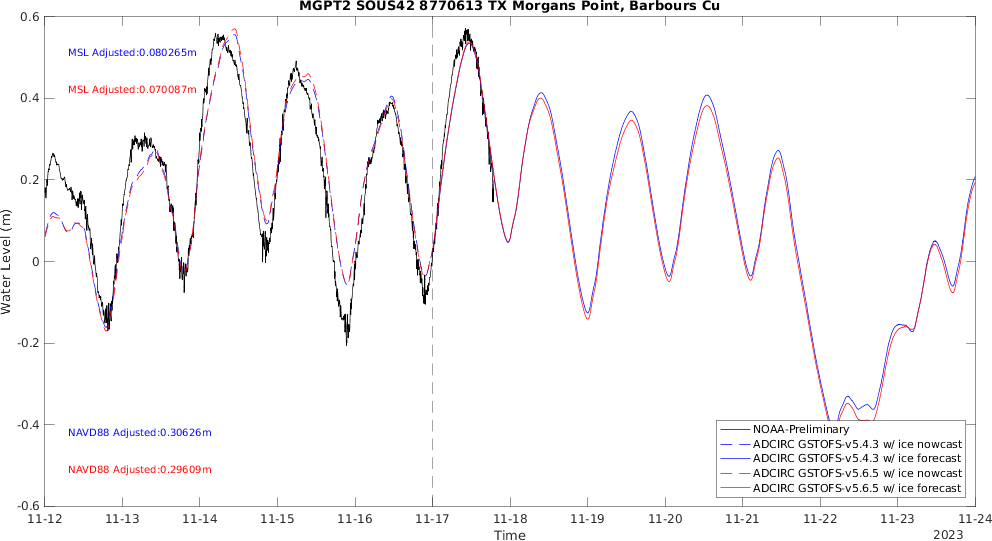 MGPT2 SOUS42 8770613 TX Morgans Point, Barbours Cu
0.6
0.4
0.2
0
-0.2
-0.4
-0.6
Water Level (m)
MSL Adjusted:0.080265m
MSL Adjusted:0.070087m
NAVD88 Adjusted:0.30626m
NAVD88 Adjusted:0.29609m
NOAA-Preliminary
ADCIRC GSTOFS-v5.4.3 w/ ice nowcast
ADCIRC GSTOFS-v5.4.3 w/ ice forecast
ADCIRC GSTOFS-v5.6.5 w/ ice nowcast
ADCIRC GSTOFS-v5.6.5 w/ ice forecast
11-12 11-13 11-14 11-15 11-16 11-17 11-18 11-19 11-20 11-21 11-22 11-23 11-24
Time
2023